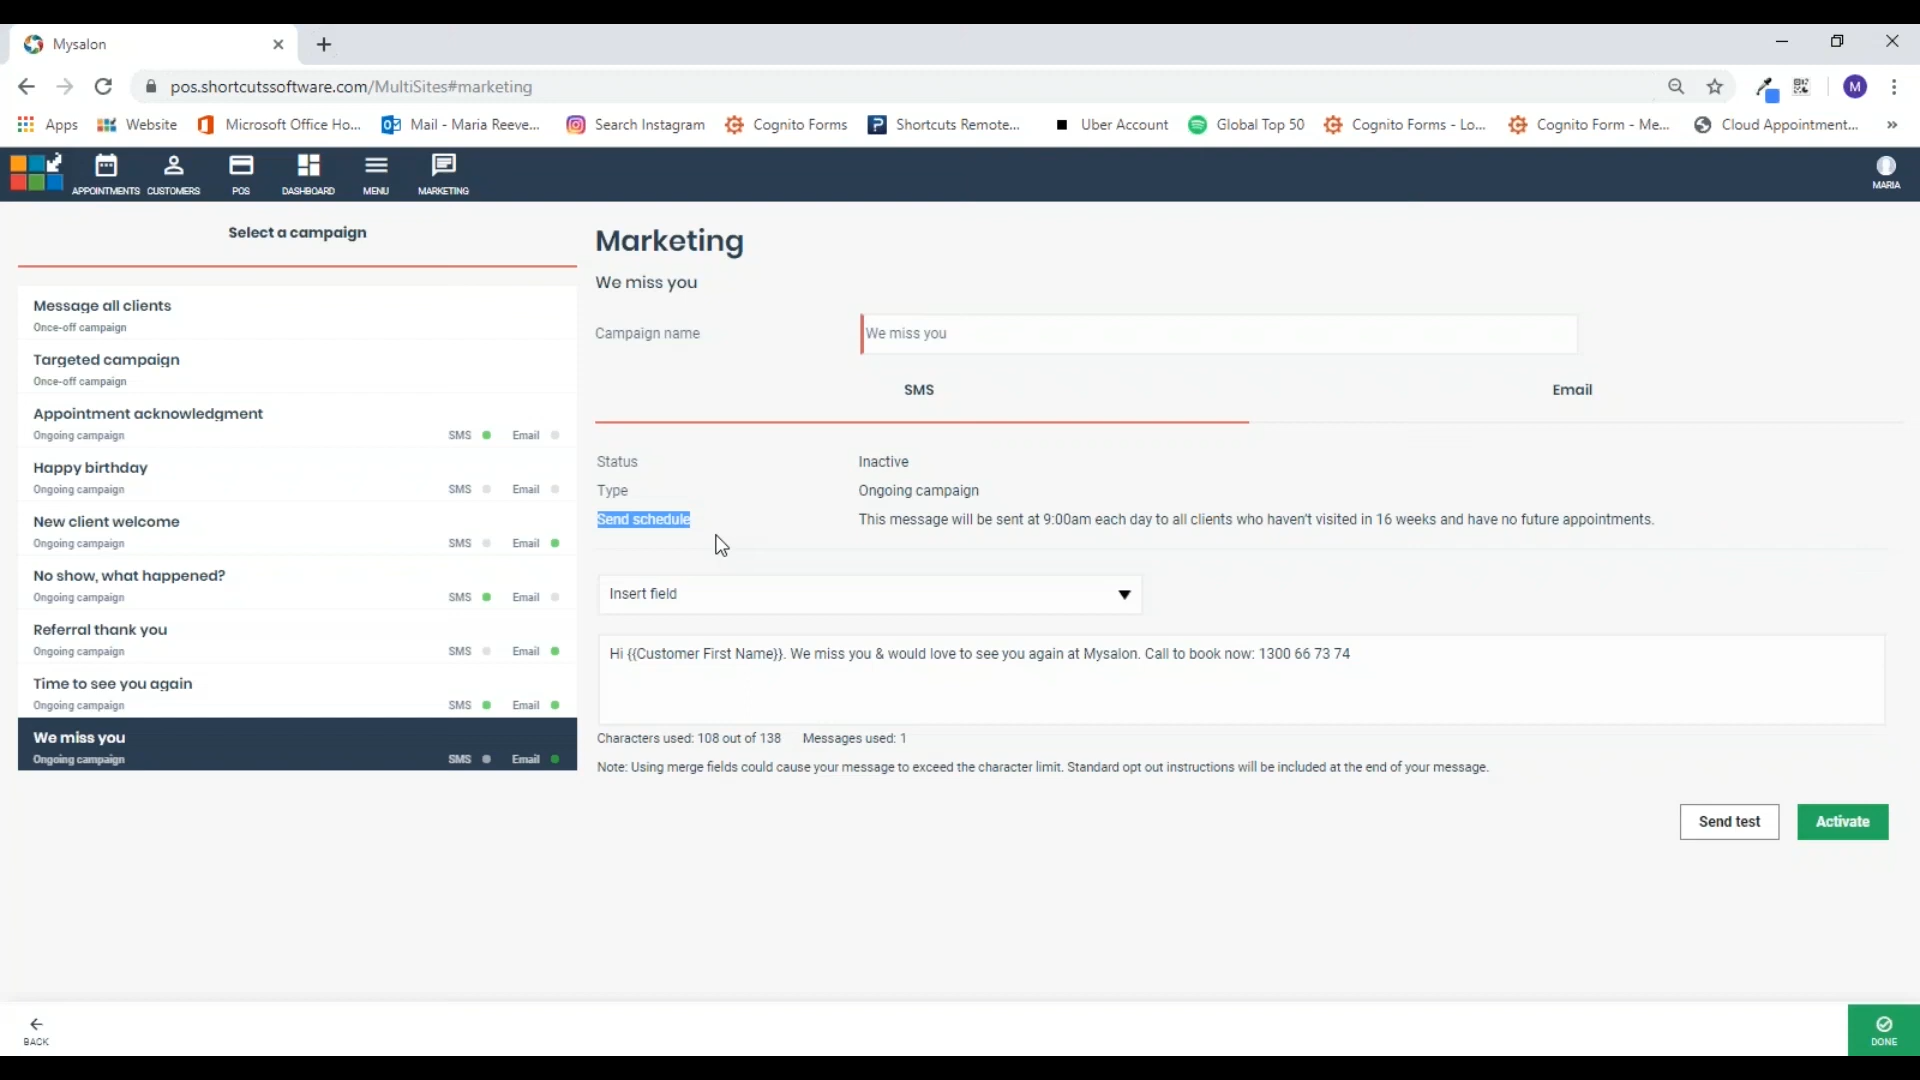 Mysalon
pos.shortcutssoftware.com/MultiSites#marketing
M
Apps Website Microsoft Office Ho... Mail - Maria Reeve... Search Instagram Cognito Forms Shortcuts Remote... Uber Account Global Top 50 Cognito Forms - Lo... Cognito Form - Me... Cloud Appointment... »
APPOINTMENTS CUSTOMERS POS DASHBOARD MENU MARKETING MARIA
Select a campaign
Message all clients
Once-off campaign
Targeted campaign
Once-off campaign
Appointment acknowledgment
Ongoing campaign SMS Email
Happy birthday
Ongoing campaign SMS Email
New client welcome
Ongoing campaign SMS Email
No show, what happened?
Ongoing campaign SMS Email
Referral thank you
Ongoing campaign SMS Email
Time to see you again
Ongoing campaign SMS Email
We miss you
Ongoing campaign SMS Email
Marketing
We miss you
Campaign name We miss you
SMS Email
Status Inactive
Type Ongoing campaign
Send schedule This message will be sent at 9:00am each day to all clients who haven't visited in 16 weeks and have no future appointments.
Insert field
Hi {{Customer First Name}}. We miss you & would love to see you again at Mysalon. Call to book now: 1300 66 73 74
Characters used: 108 out of 138 Messages used: 1
Note: Using merge fields could cause your message to exceed the character limit. Standard opt out instructions will be included at the end of your message.
Send test Activate
BACK DONE